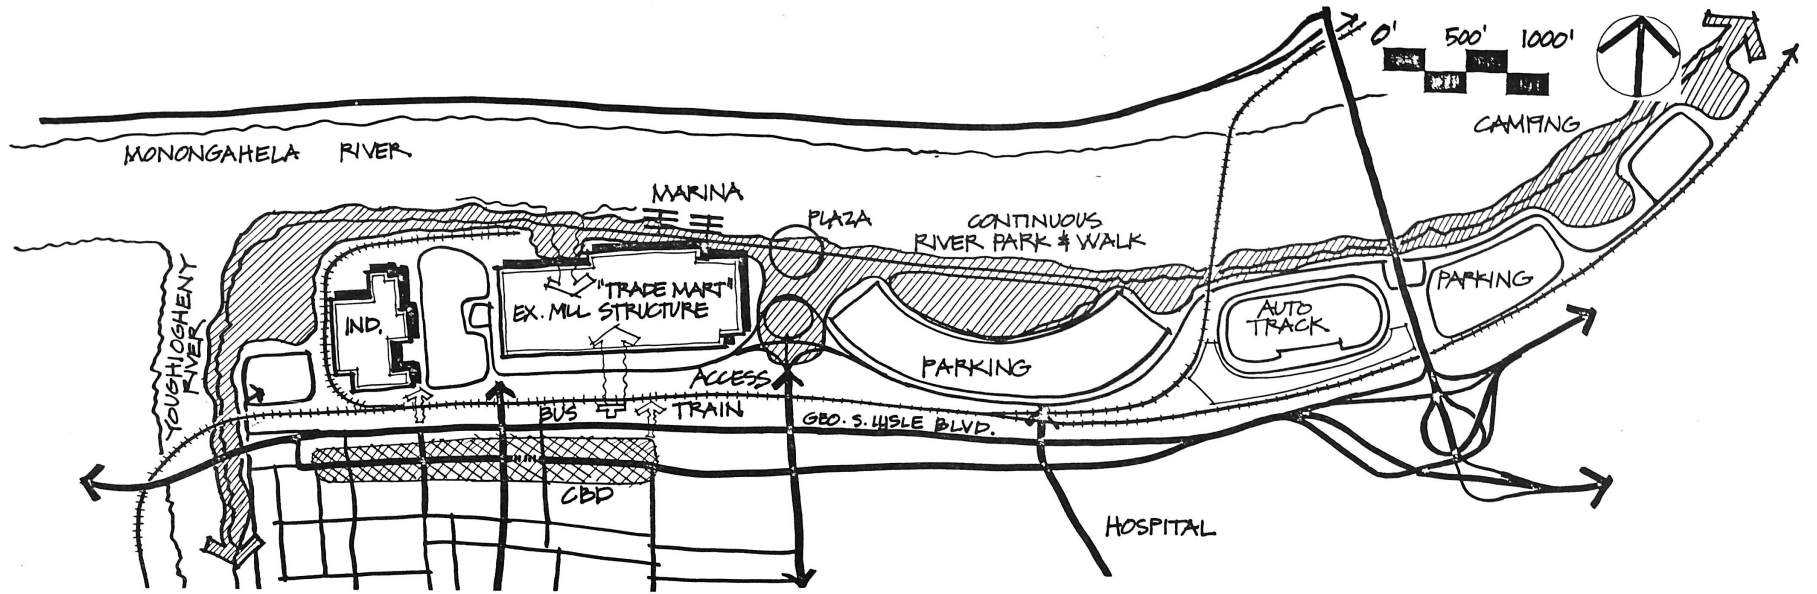 0' 500' 1000'
CAMPING
MONONGAHELA RIVER
MARINA
PLAZA
CONTINUOUS
RIVER PARK & WALK
YOUGHIOGHENY
RIVER
IND.
"TRADE MART"
EX. MILL STRUCTURE
PARKING
AUTO
TRACK
PARKING
ACCESS
BUS
TRAIN
GEO. S. LYSLE BLVD.
CBD
HOSPITAL